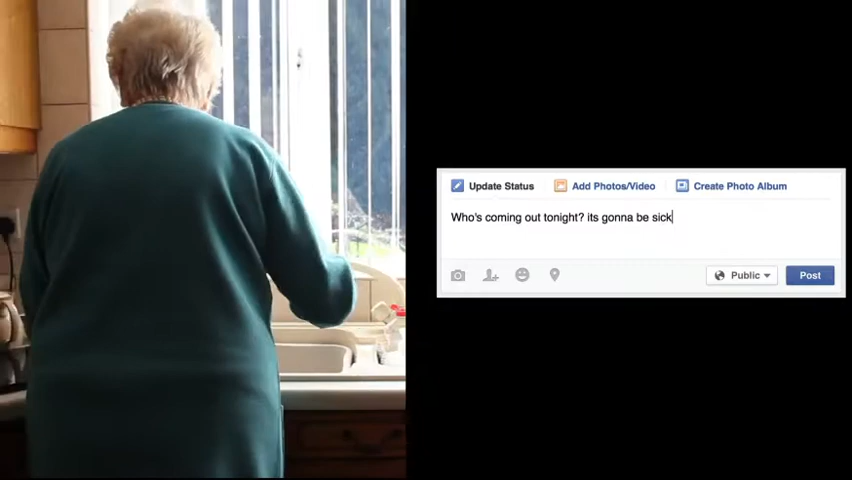 Update Status Add Photos/Video Create Photo Album
Who's coming out tonight? its gonna be sick
Public Post